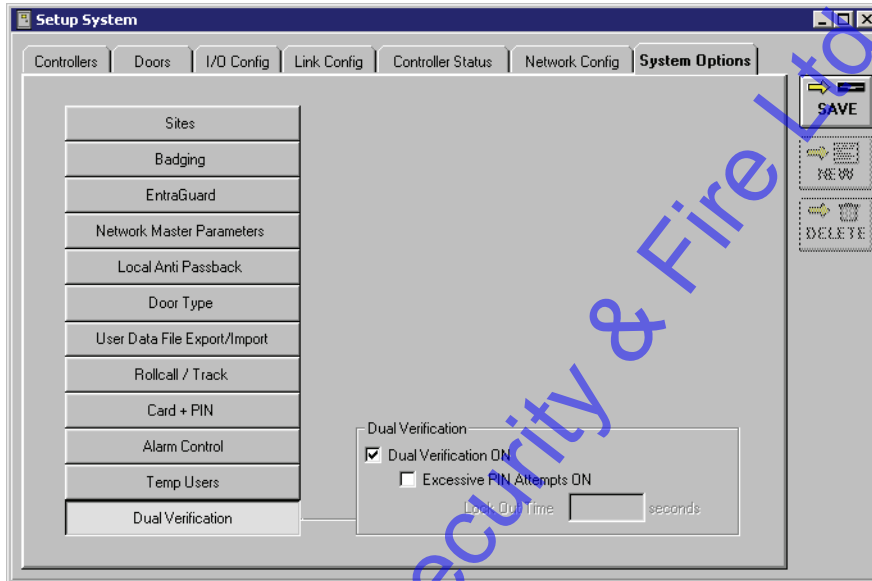 Setup System
Controllers
Doors
I/O Config
Link Config
Controller Status
Network Config
System Options
SAVE
NEW
DELETE
Sites
Badging
EntraGuard
Network Master Parameters
Local Anti Passback
Door Type
User Data File Export/Import
Rollcall / Track
Card + PIN
Alarm Control
Temp Users
Dual Verification
Dual Verification
Dual Verification ON
Excessive PIN Attempts ON
Lock Out Time
seconds
ecurity & Fire Ltd